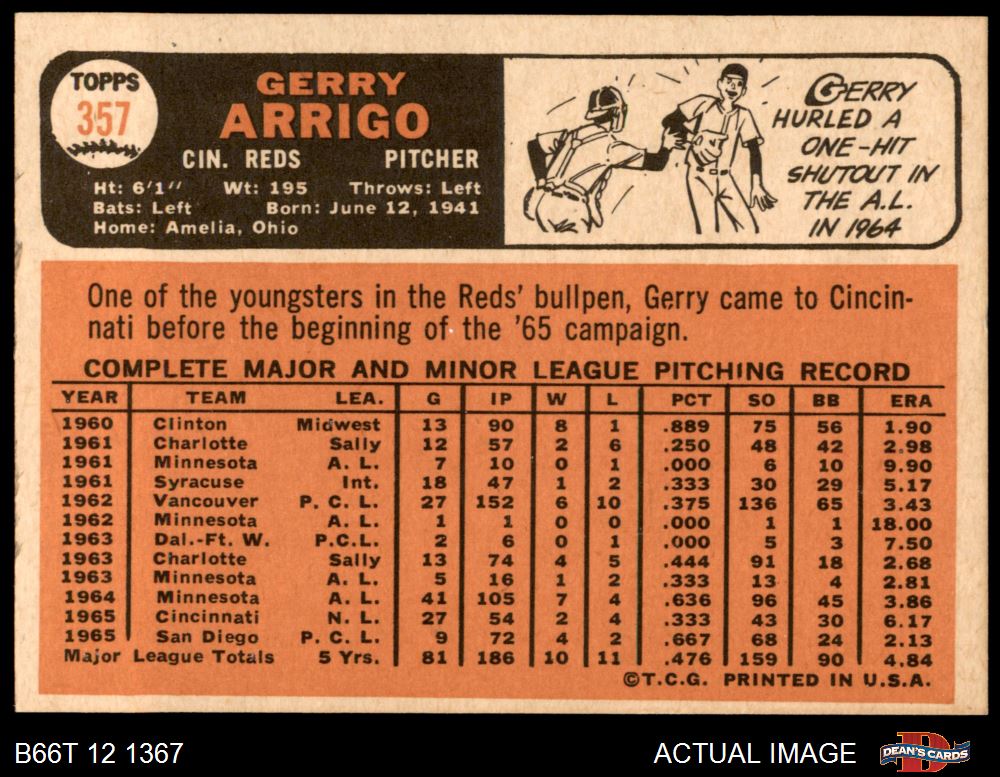 TOPPS
357
GERRY
ARRIGO
CIN. REDS PITCHER
Ht: 6'1" Wt: 195 Throws: Left
Bats: Left Born: June 12, 1941
Home: Amelia, Ohio
GERRY
HURLED A
ONE-HIT
SHUTOUT IN
THE A.L.
IN 1964
One of the youngsters in the Reds' bullpen, Gerry came to Cincin-
nati before the beginning of the '65 campaign.
COMPLETE MAJOR AND MINOR LEAGUE PITCHING RECORD
YEAR TEAM LEA. G IP W L PCT SO BB ERA
1960 Clinton Midwest 13 90 8 1 .889 75 56 1.90
1961 Charlotte Sally 12 57 2 6 .250 48 42 2.98
1961 Minnesota A. L. 7 10 0 1 .000 6 10 9.90
1961 Syracuse Int. 18 47 1 2 .333 30 29 5.17
1962 Vancouver P. C. L. 27 152 6 10 .375 136 65 3.43
1962 Minnesota A. L. 1 1 0 0 .000 1 1 18.00
1963 Dal.-Ft. W. P.C.L. 2 6 0 1 .000 5 3 7.50
1963 Charlotte Sally 13 74 4 5 .444 91 18 2.68
1963 Minnesota A. L. 5 16 1 2 .333 13 4 2.81
1964 Minnesota A. L. 41 105 7 4 .636 96 45 3.86
1965 Cincinnati N. L. 27 54 2 4 .333 43 30 6.17
1965 San Diego P. C. L. 9 72 4 2 .667 68 24 2.13
Major League Totals 5 Yrs. 81 186 10 11 .476 159 90 4.84
©T.C.G. PRINTED IN U.S.A.
B66T 12 1367 ACTUAL IMAGE DEAN'S CARDS